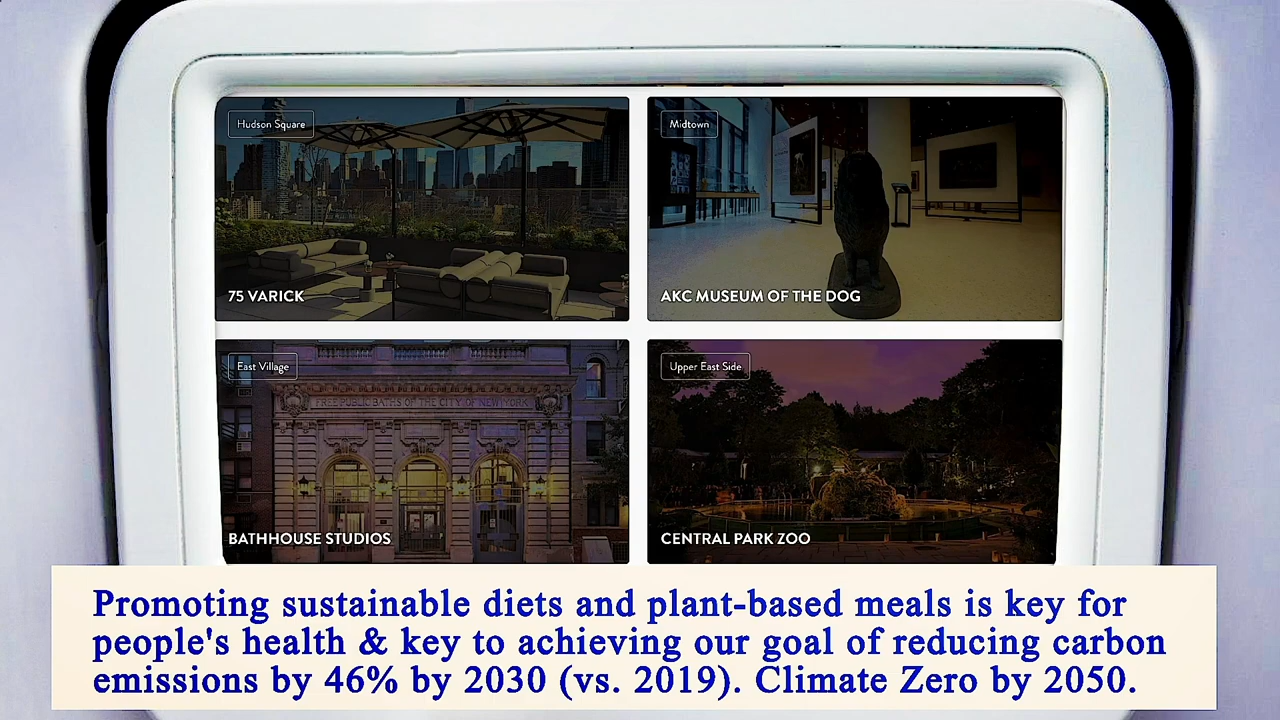 Hudson Square
75 VARICK
Midtown
AKC MUSEUM OF THE DOG
East Village
FREE PUBLIC BATHS OF THE CITY OF NEW YORK
BATHHOUSE STUDIOS
Upper East Side
CENTRAL PARK ZOO
Promoting sustainable diets and plant-based meals is key for
people's health & key to achieving our goal of reducing carbon
emissions by 46% by 2030 (vs. 2019). Climate Zero by 2050.